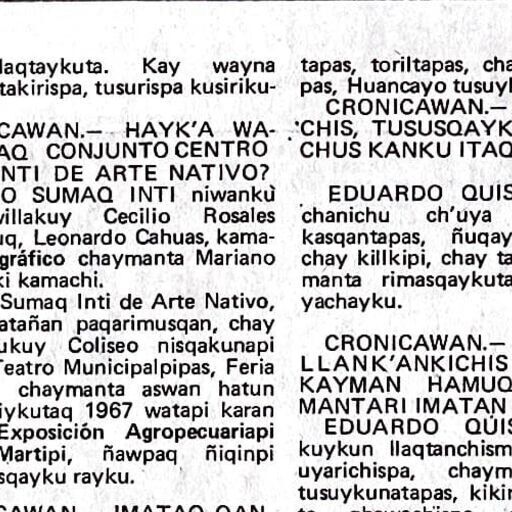 laqtaykuta. Kay wayna
takirispa, tusurispa kusiriku-
CAWAN.— HAYK'A WA-
AQ CONJUNTO CENTRO
NTI DE ARTE NATIVO?
O SUMAQ INTI niwankù
villakuy Cecilio Rosales
uq, Leonardo Cahuas, kama-
gráfico chaymanta Mariano
ki kamachi.
Sumaq Inti de Arte Nativo,
atañan paqarimusqan, chay
ukuy Coliseo nisqakunapi
Teatro Municipalpipas, Feria
chaymanta aswan hatun
iykutaq 1967 watapi karan
Exposición Agropecuariapi
Martipi, ñawpaq ñiqinpi
sqayku rayku.
CAWAN.— IMATAQ QAN-
tapas, toriltapas, cha
pas, Huancayo tusuyk
CRONICAWAN.—
CHIS, TUSUSQAYK
CHUS KANKU ITAQ
EDUARDO QUIS
chanichu ch'uya
kasqantapas, ñuqay
chay killkipi, chay ta
manta rimasqaykuta
yachayku.
CRONICAWAN.—
LLANK'ANKICHIS
KAYMAN HAMUQ
MANTARI IMATAN
EDUARDO QUIS
kuykun llaqtanchism
uyarichispa, chaym
tusuykunatapas, kikin